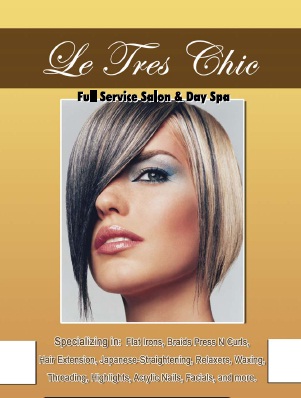 Le Tres Chic
Full Service Salon & Day Spa
Specializing in: Flat Irons, Braids Press N Curls,
Hair Extension, Japanese-Straightening, Relaxers, Waxing,
Threading, Highlights, Acrylic Nails, Facials, and more.